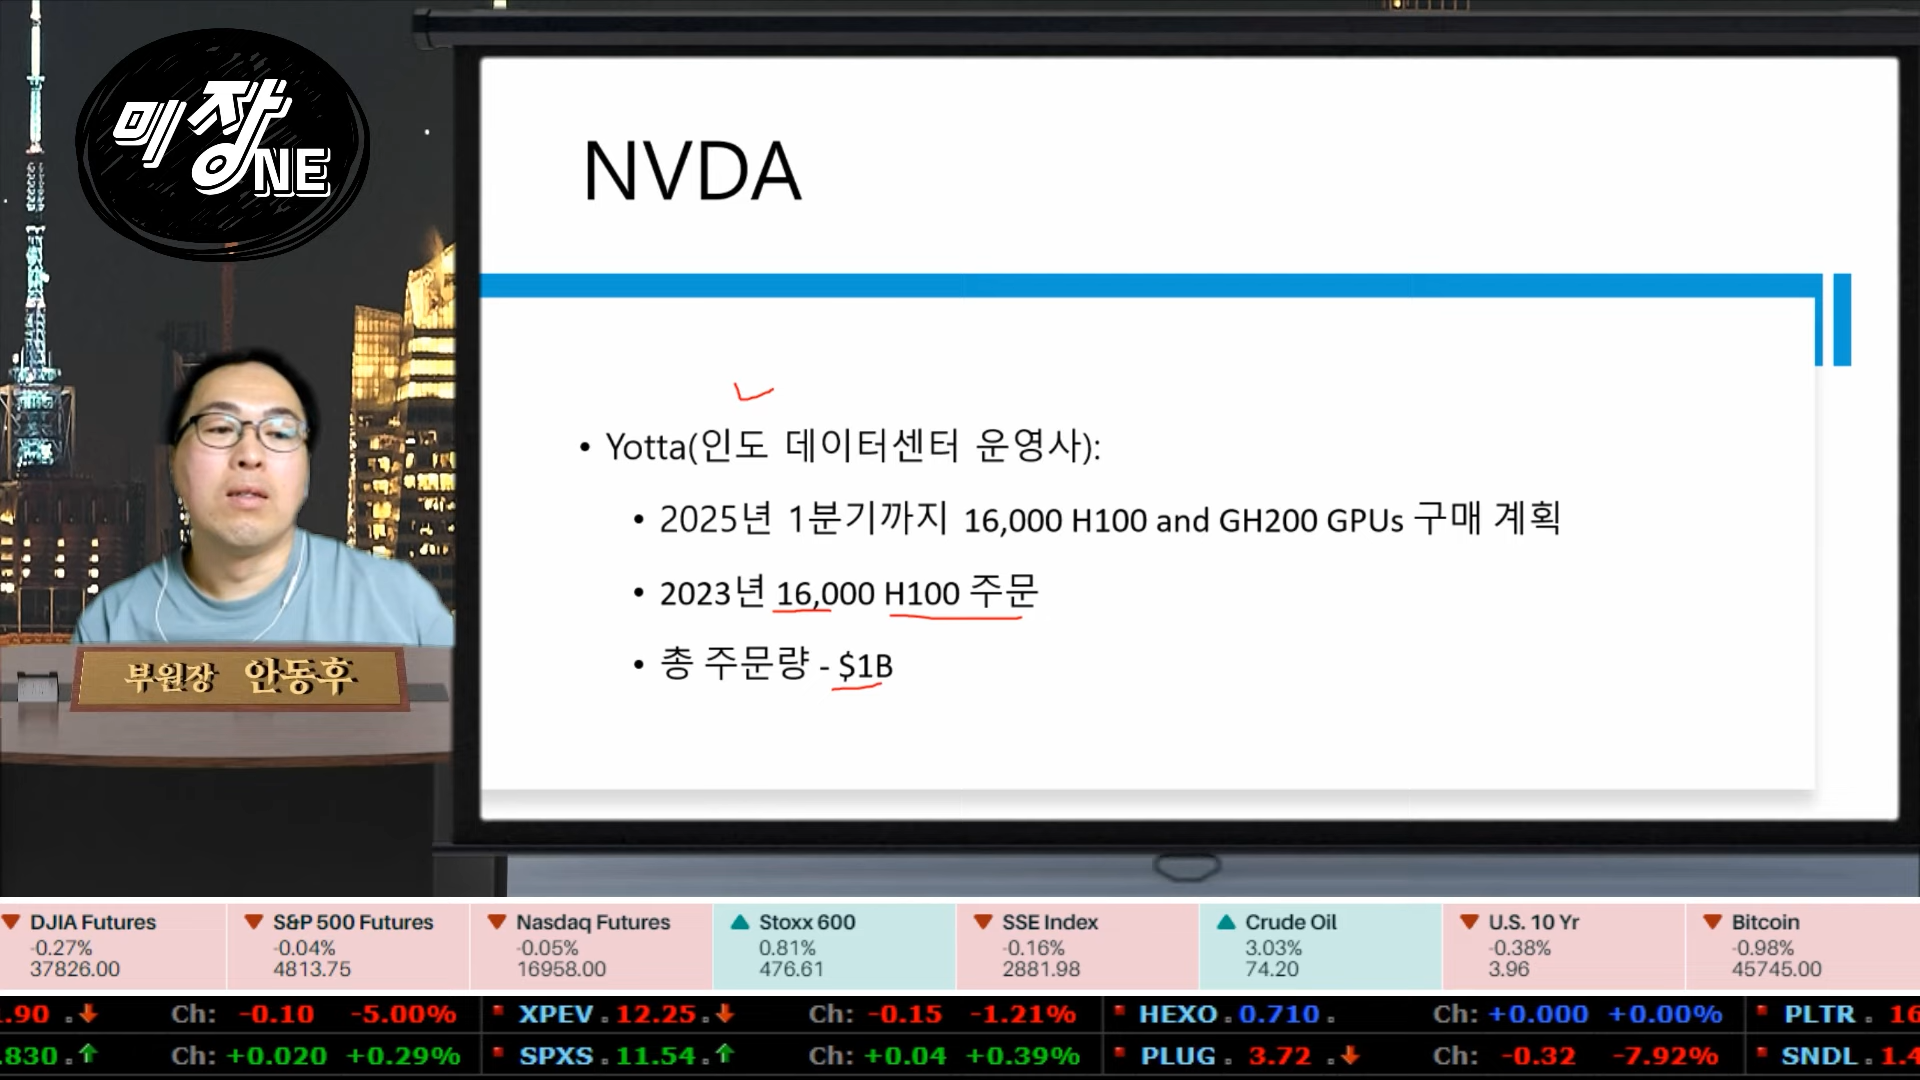 미장NE
NVDA
• Yotta(인도 데이터센터 운영사):
• 2025년 1분기까지 16,000 H100 and GH200 GPUs 구매 계획
• 2023년 16,000 H100 주문
• 총 주문량 - $1B
부원장 안동후
DJIA Futures
-0.27%
37826.00
S&P 500 Futures
-0.04%
4813.75
Nasdaq Futures
-0.05%
16958.00
Stoxx 600
0.81%
476.61
SSE Index
-0.16%
2881.98
Crude Oil
3.03%
74.20
U.S. 10 Yr
-0.38%
3.96
Bitcoin
-0.98%
45745.00
.90 Ch: -0.10 -5.00% XPEV 12.25 Ch: -0.15 -1.21% HEXO 0.710 Ch: +0.000 +0.00% PLTR 16
.830 Ch: +0.020 +0.29% SPXS 11.54 Ch: +0.04 +0.39% PLUG 3.72 Ch: -0.32 -7.92% SNDL 1.4